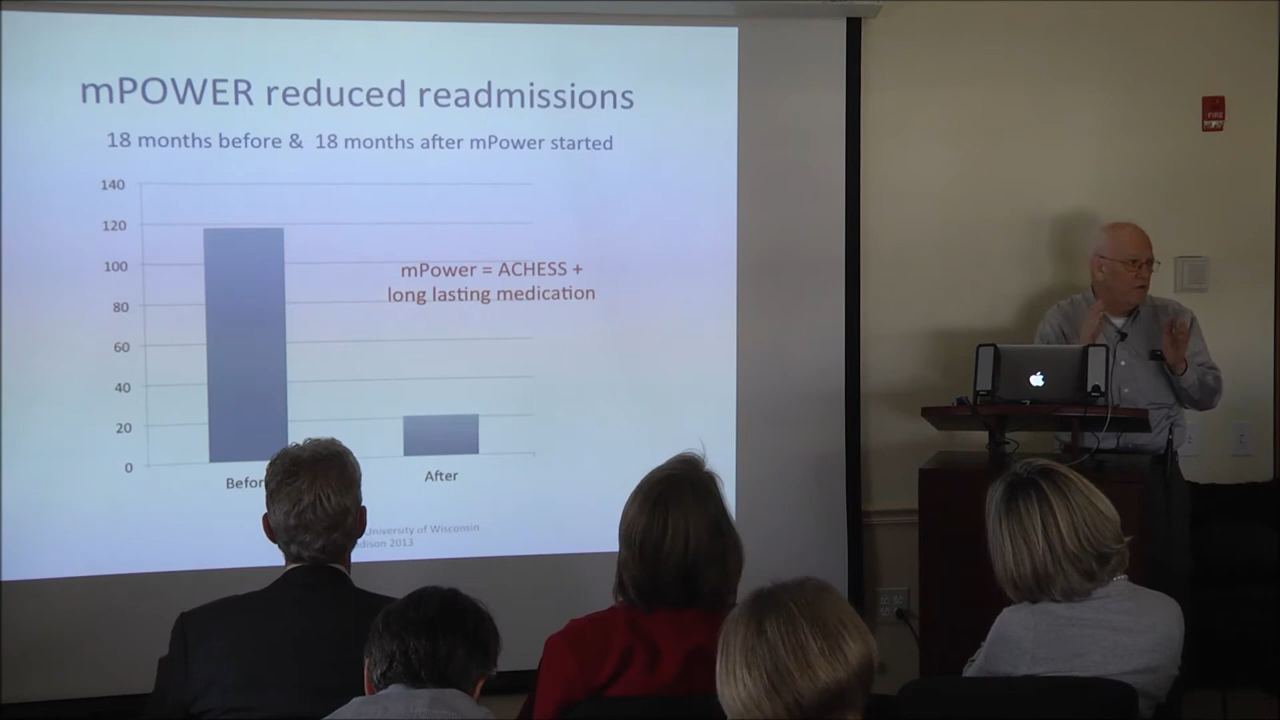 mPOWER reduced readmissions
18 months before & 18 months after mPower started
140
120
100
80
60
40
20
0
mPower = ACHESS +
long lasting medication
After
University of Wisconsin
2013
FIRE